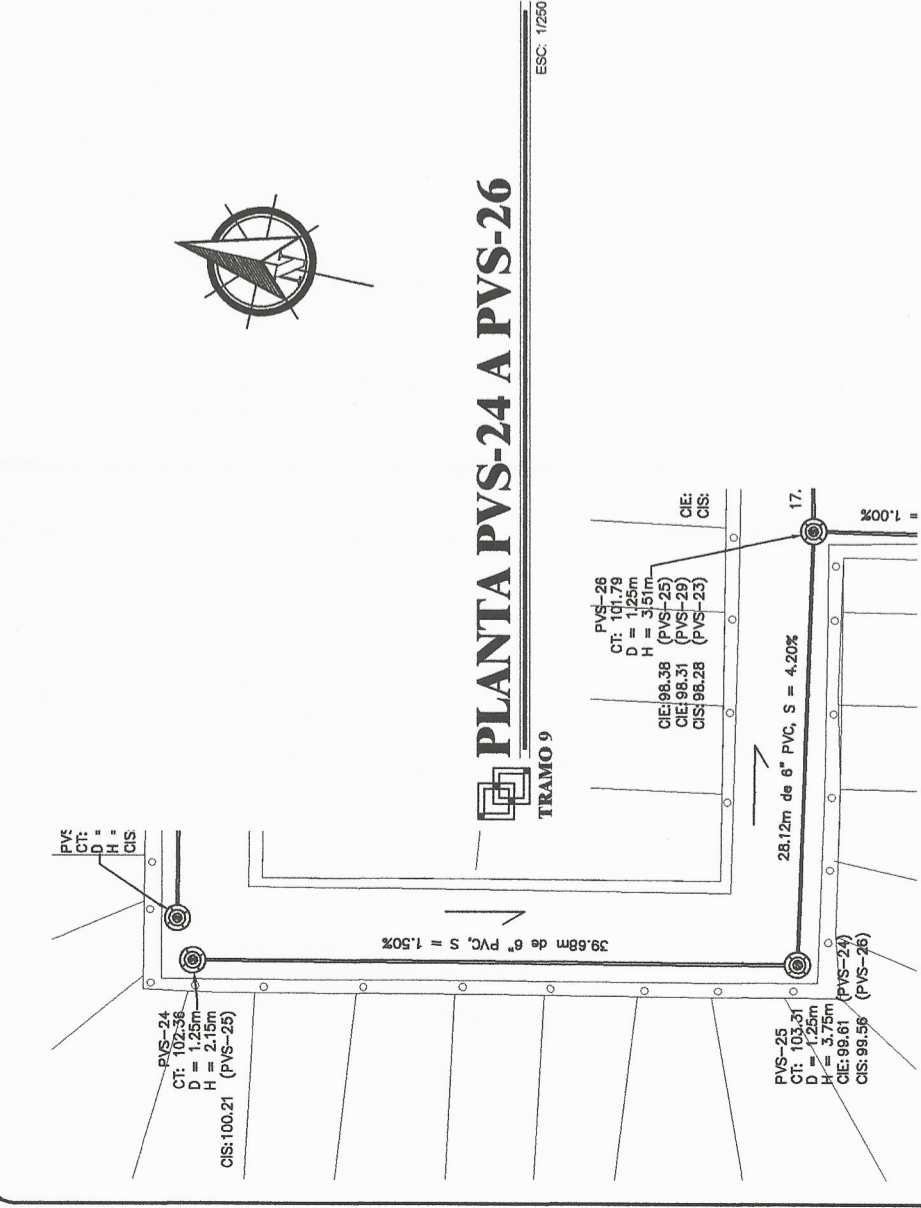 PLANTA PVS-24 A PVS-26
TRAMO 9
ESC: 1/250
N
PVS
CT:
D =
H =
CIS:
PVS-24
CT: 102.36
D = 1.25m
H = 2.15m
CIS: 100.21 (PVS-25)
39.68m de 6" PVC, S = 1.50%
PVS-25
CT: 103.31
D = 1.25m
H = 3.75m
CIE: 99.61 (PVS-24)
CIS: 99.56 (PVS-26)
28.12m de 6" PVC, S = 4.20%
PVS-26
CT: 101.79
D = 1.25m
H = 3.51m
CIE: 98.38 (PVS-25)
CIE: 98.31 (PVS-29)
CIS: 98.28 (PVS-23)
CIE:
CIS:
17.
= 1.00%